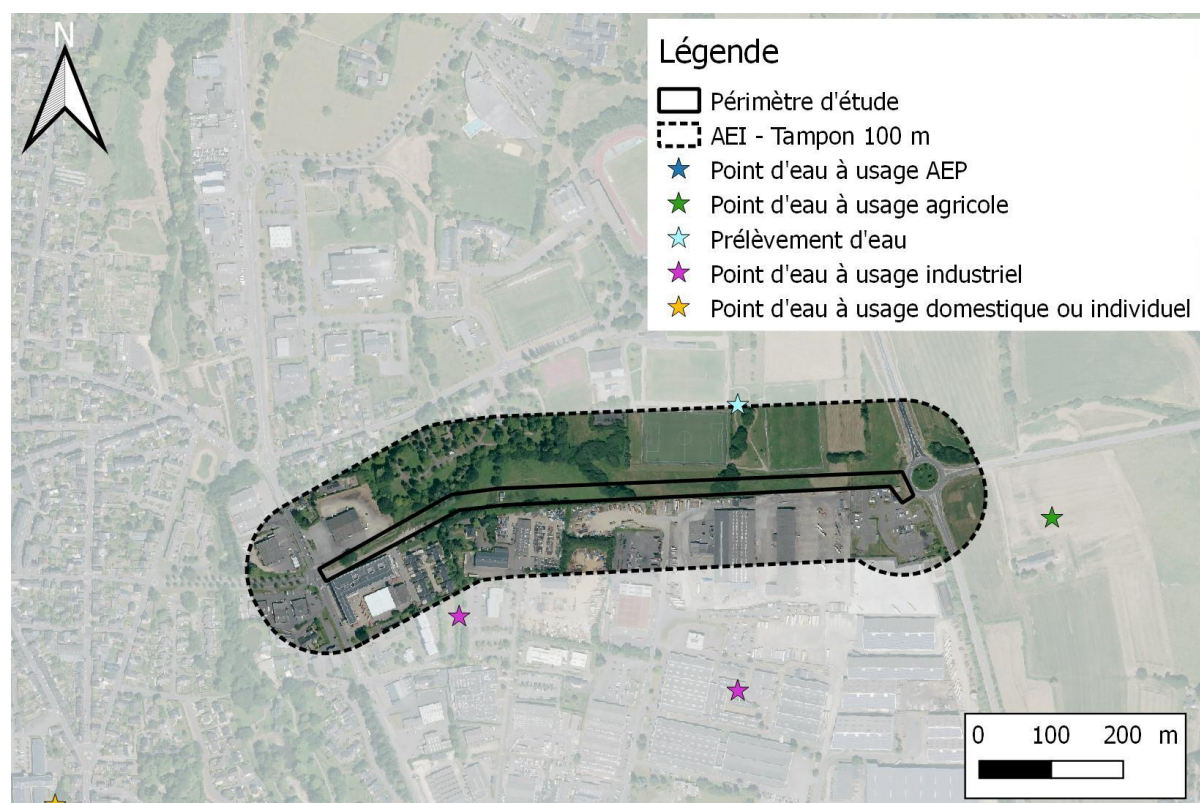 N
Légende
Périmètre d'étude
AEI - Tampon 100 m
Point d'eau à usage AEP
Point d'eau à usage agricole
Prélèvement d'eau
Point d'eau à usage industriel
Point d'eau à usage domestique ou individuel
0 100 200 m